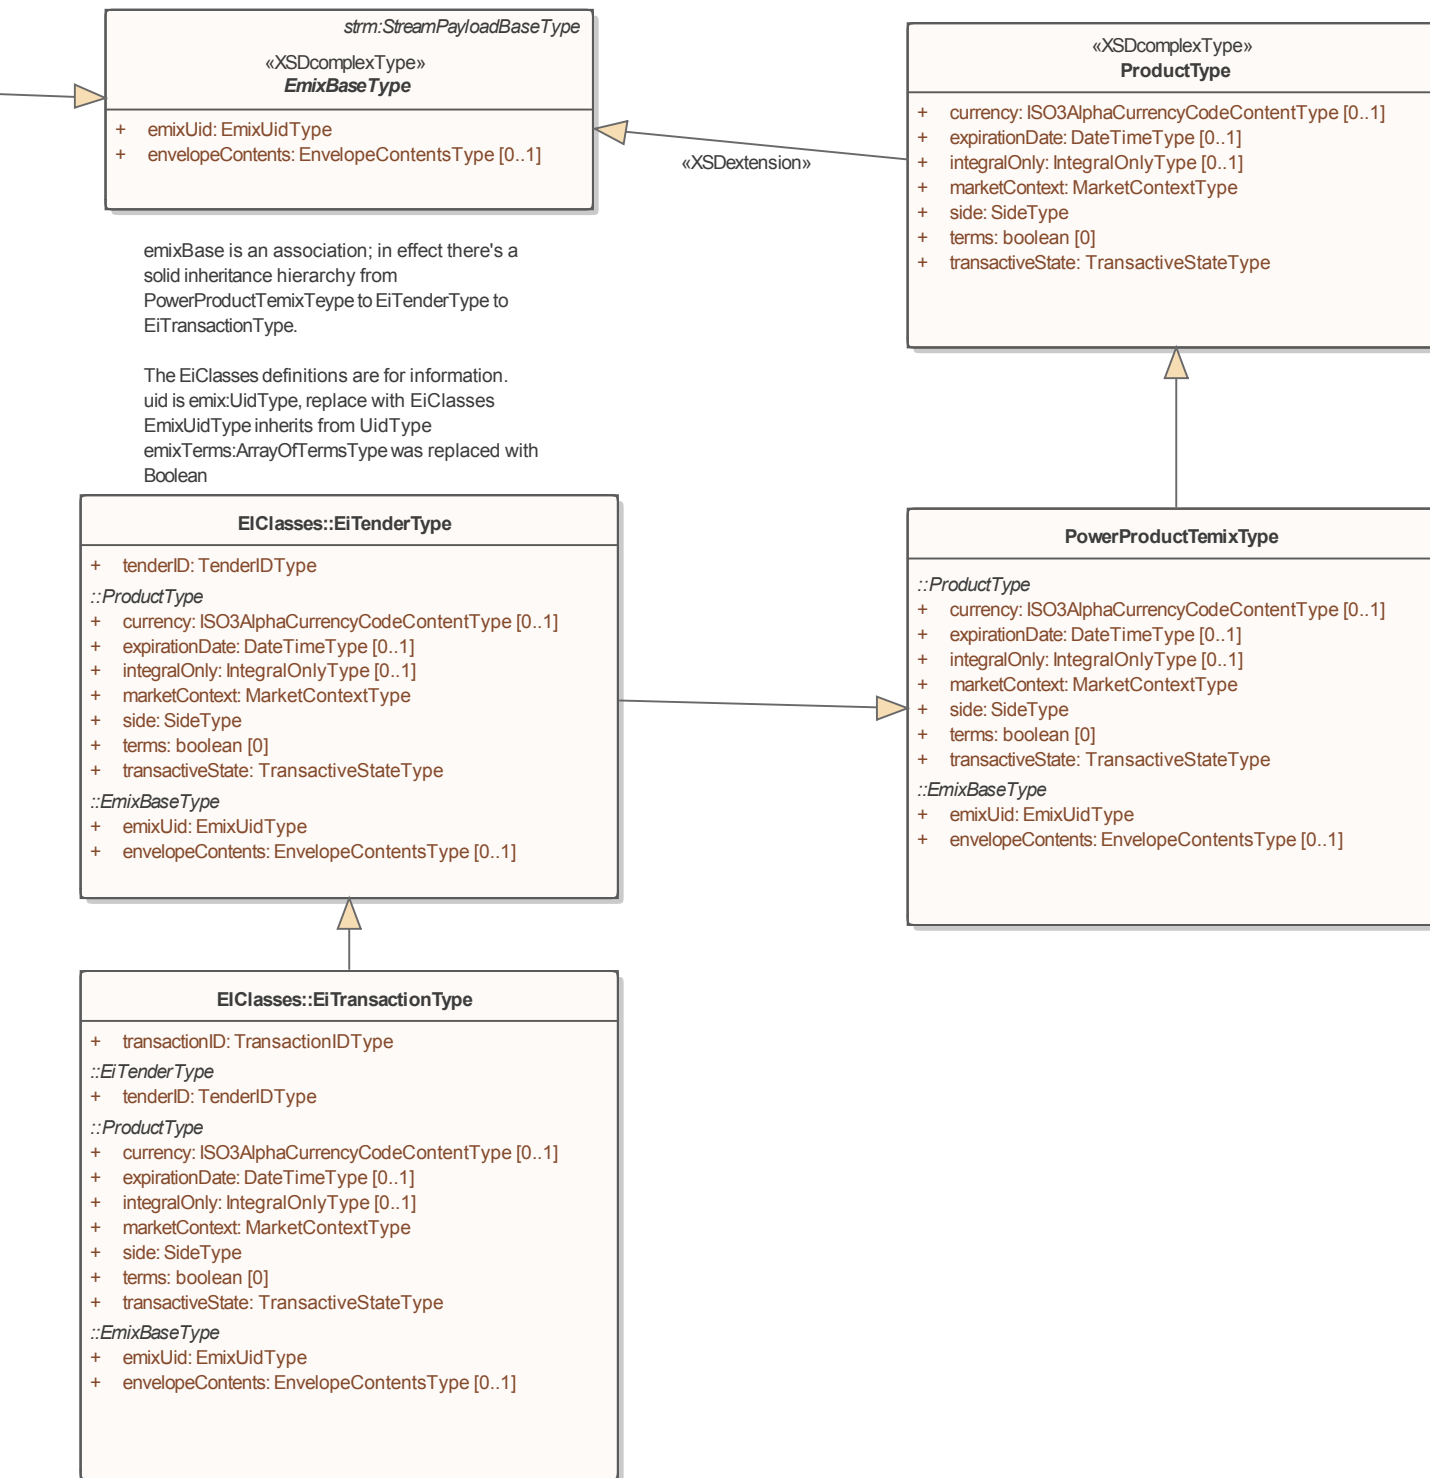 strm:StreamPayloadBaseType
«XSDcomplexType»
EmixBaseType
+ emixUid: EmixUidType
+ envelopeContents: EnvelopeContentsType [0..1]
«XSDextension»
«XSDcomplexType»
ProductType
+ currency: ISO3AlphaCurrencyCodeContentType [0..1]
+ expirationDate: DateTimeType [0..1]
+ integralOnly: IntegralOnlyType [0..1]
+ marketContext: MarketContextType
+ side: SideType
+ terms: boolean [0]
+ transactiveState: TransactiveStateType
emixBase is an association; in effect there's a
solid inheritance hierarchy from
PowerProductTemixTeype to EiTenderType to
EiTransactionType.
The EiClasses definitions are for information.
uid is emix:UidType, replace with EiClasses
EmixUidType inherits from UidType
emixTerms:ArrayOfTermsType was replaced with
Boolean
EIClasses::EiTenderType
+ tenderID: TenderIDType
::ProductType
+ currency: ISO3AlphaCurrencyCodeContentType [0..1]
+ expirationDate: DateTimeType [0..1]
+ integralOnly: IntegralOnlyType [0..1]
+ marketContext: MarketContextType
+ side: SideType
+ terms: boolean [0]
+ transactiveState: TransactiveStateType
::EmixBaseType
+ emixUid: EmixUidType
+ envelopeContents: EnvelopeContentsType [0..1]
PowerProductTemixType
::ProductType
+ currency: ISO3AlphaCurrencyCodeContentType [0..1]
+ expirationDate: DateTimeType [0..1]
+ integralOnly: IntegralOnlyType [0..1]
+ marketContext: MarketContextType
+ side: SideType
+ terms: boolean [0]
+ transactiveState: TransactiveStateType
::EmixBaseType
+ emixUid: EmixUidType
+ envelopeContents: EnvelopeContentsType [0..1]
EIClasses::EiTransactionType
+ transactionID: TransactionIDType
::EiTenderType
+ tenderID: TenderIDType
::ProductType
+ currency: ISO3AlphaCurrencyCodeContentType [0..1]
+ expirationDate: DateTimeType [0..1]
+ integralOnly: IntegralOnlyType [0..1]
+ marketContext: MarketContextType
+ side: SideType
+ terms: boolean [0]
+ transactiveState: TransactiveStateType
::EmixBaseType
+ emixUid: EmixUidType
+ envelopeContents: EnvelopeContentsType [0..1]